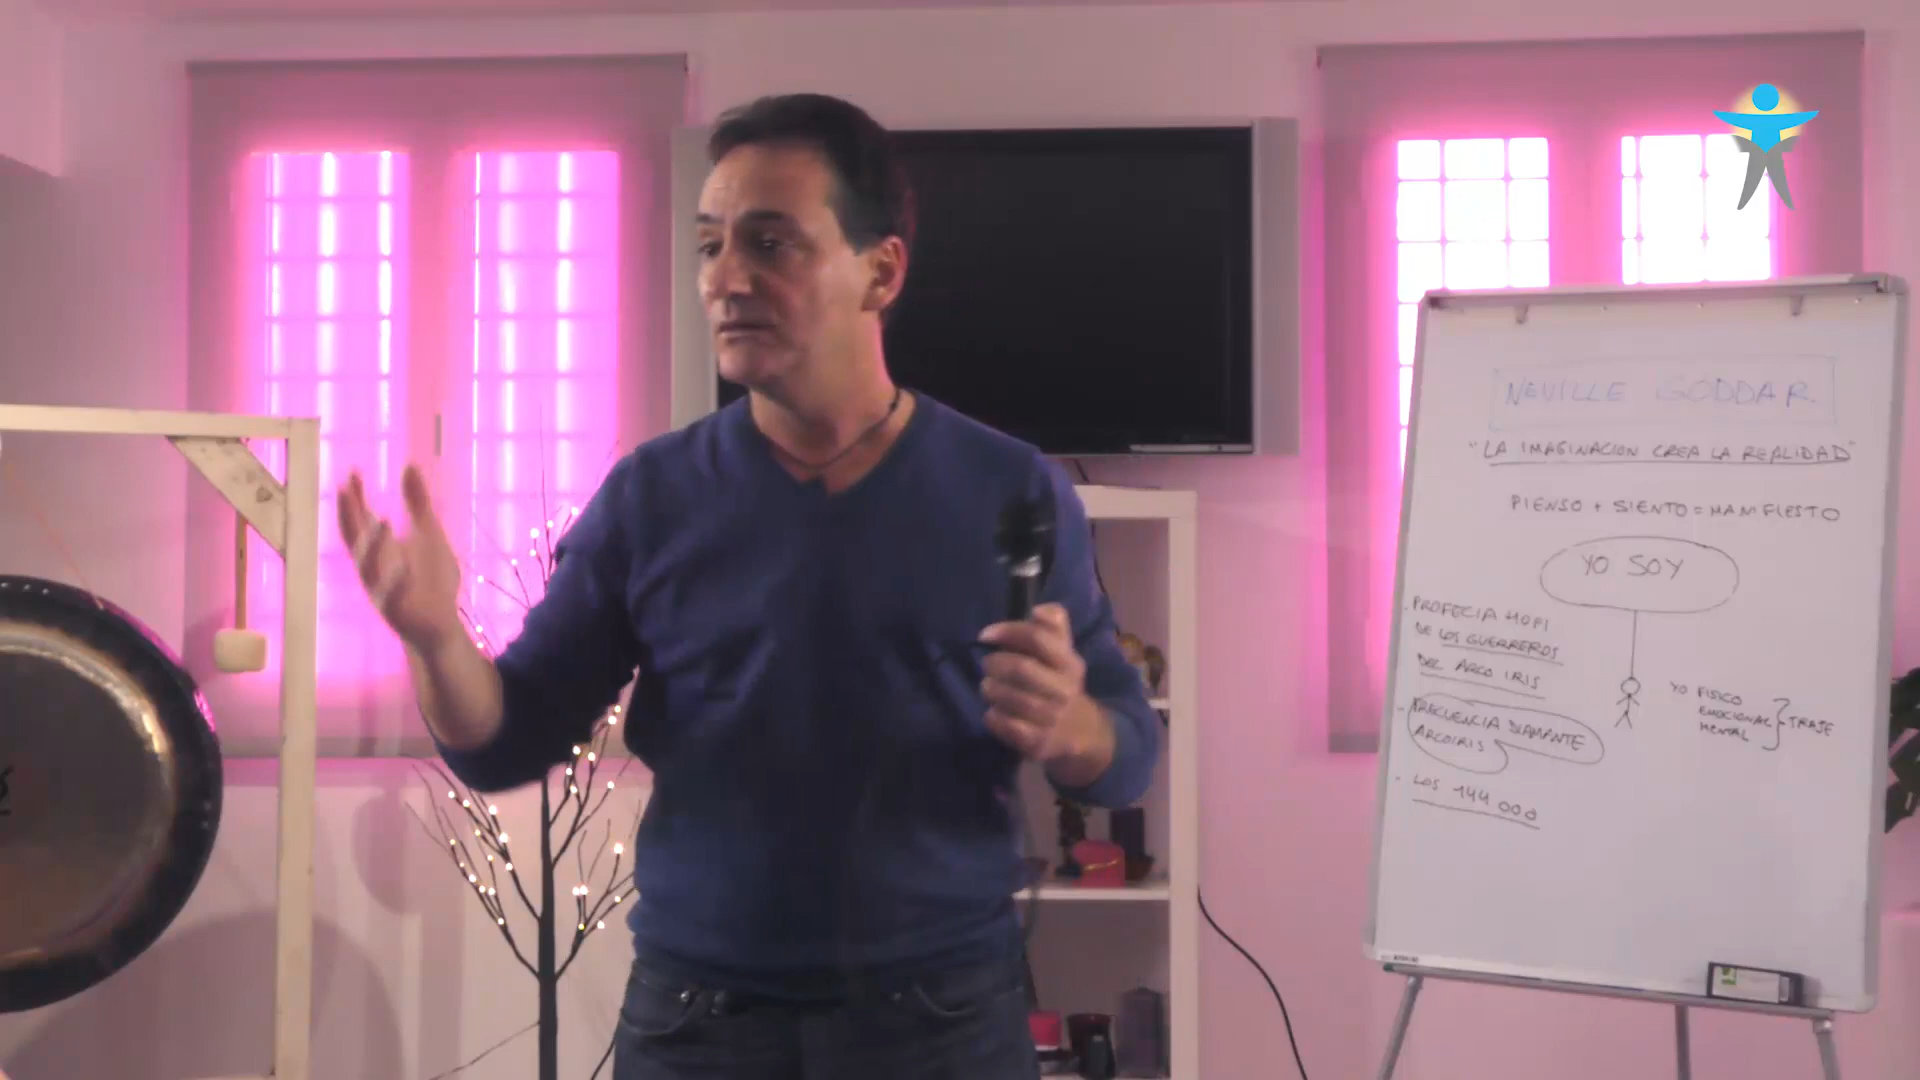 NEVILLE GODDAR.
"LA IMAGINACION CREA LA REALIDAD"
PIENSO + SIENTO = MANIFIESTO
YO SOY
. PROFECIA HOPI
DE LOS GUERREROS
DEL ARCO IRIS
- FRECUENCIA DIAMANTE
ARCOIRIS
- LOS 144 000
YO FISICO
EMOCIONAL
MENTAL
TRAJE